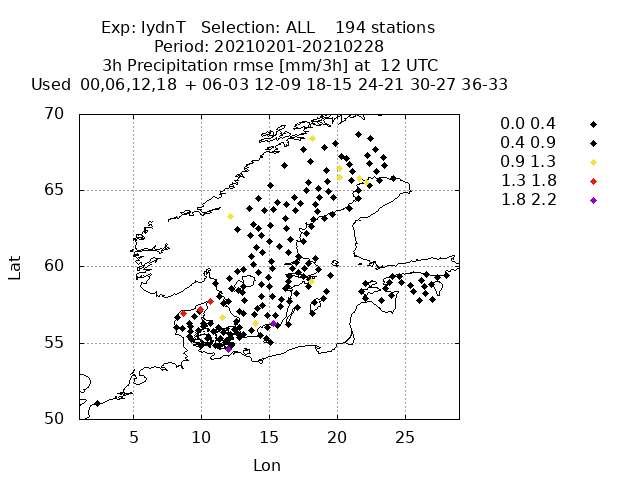 Exp: IydnT   Selection: ALL    194 stations
Period: 20210201-20210228
3h Precipitation rmse [mm/3h] at  12 UTC
Used  00,06,12,18  + 06-03 12-09 18-15 24-21 30-27 36-33
0.0 0.4
0.4 0.9
0.9 1.3
1.3 1.8
1.8 2.2
70
65
60
55
50
Lat
5 10 15 20 25
Lon